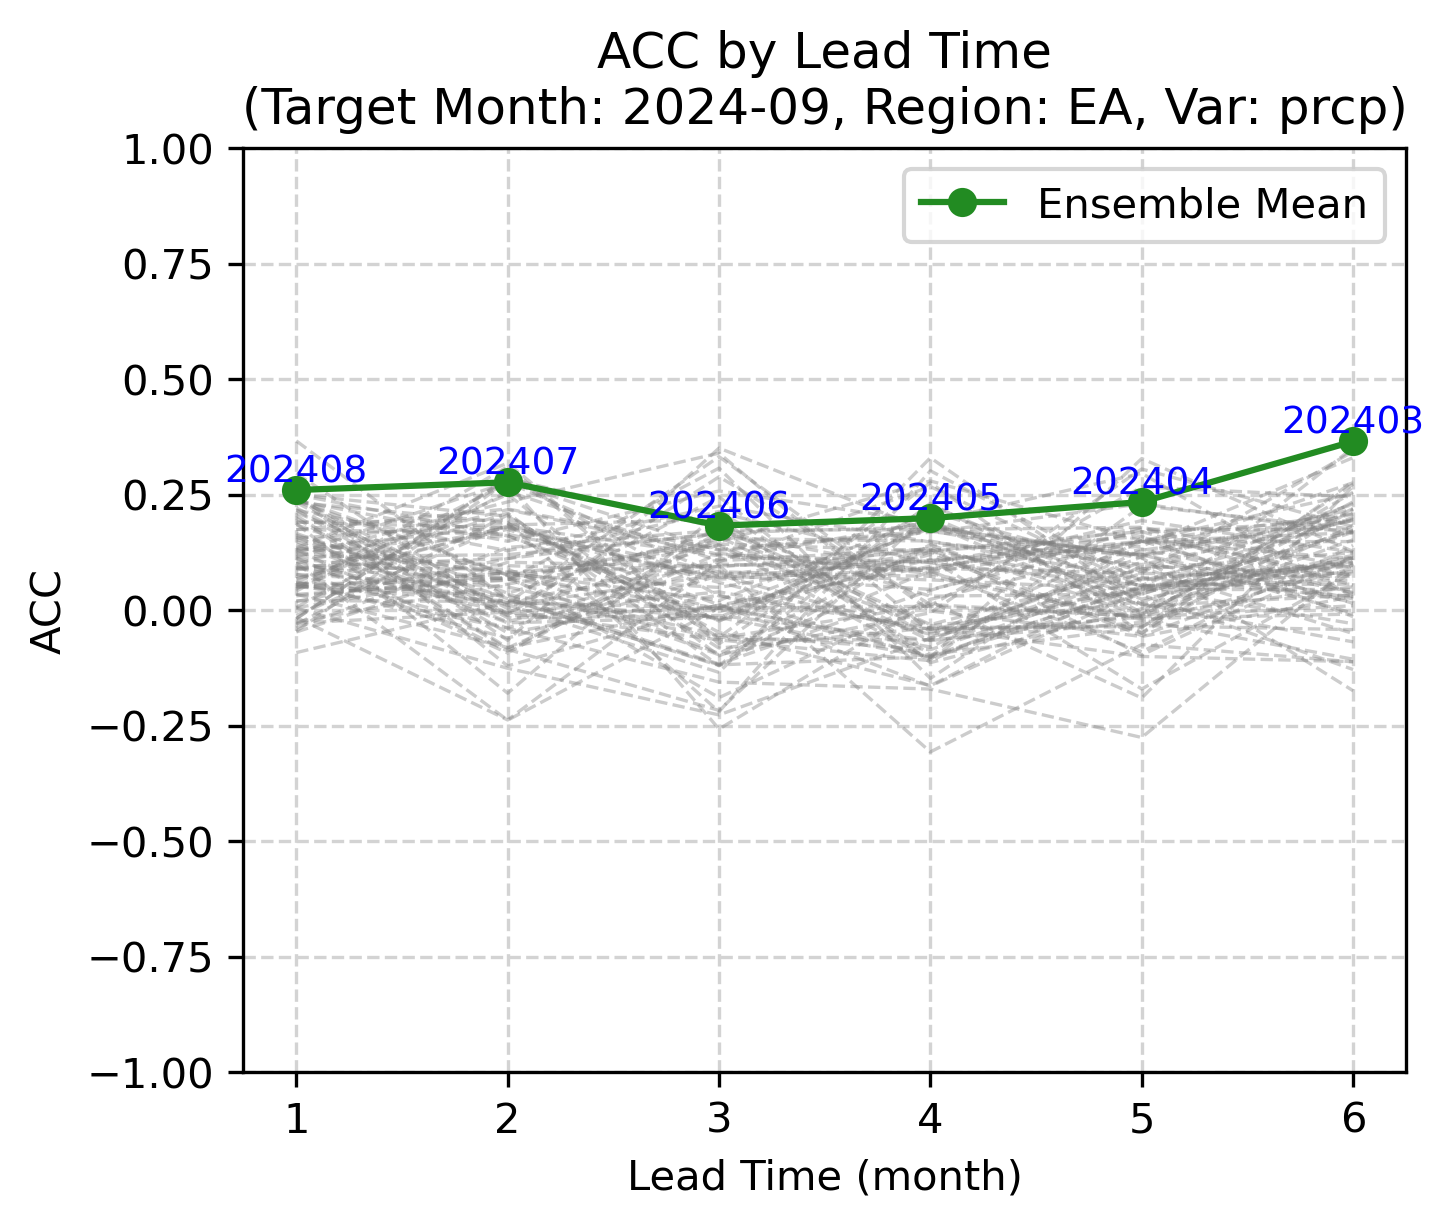 ACC by Lead Time
(Target Month: 2024-09, Region: EA, Var: prcp)
1.00
0.75
0.50
0.25
0.00
−0.25
−0.50
−0.75
−1.00
ACC
Ensemble Mean
202408
202407
202406
202405
202404
202403
1 2 3 4 5 6
Lead Time (month)